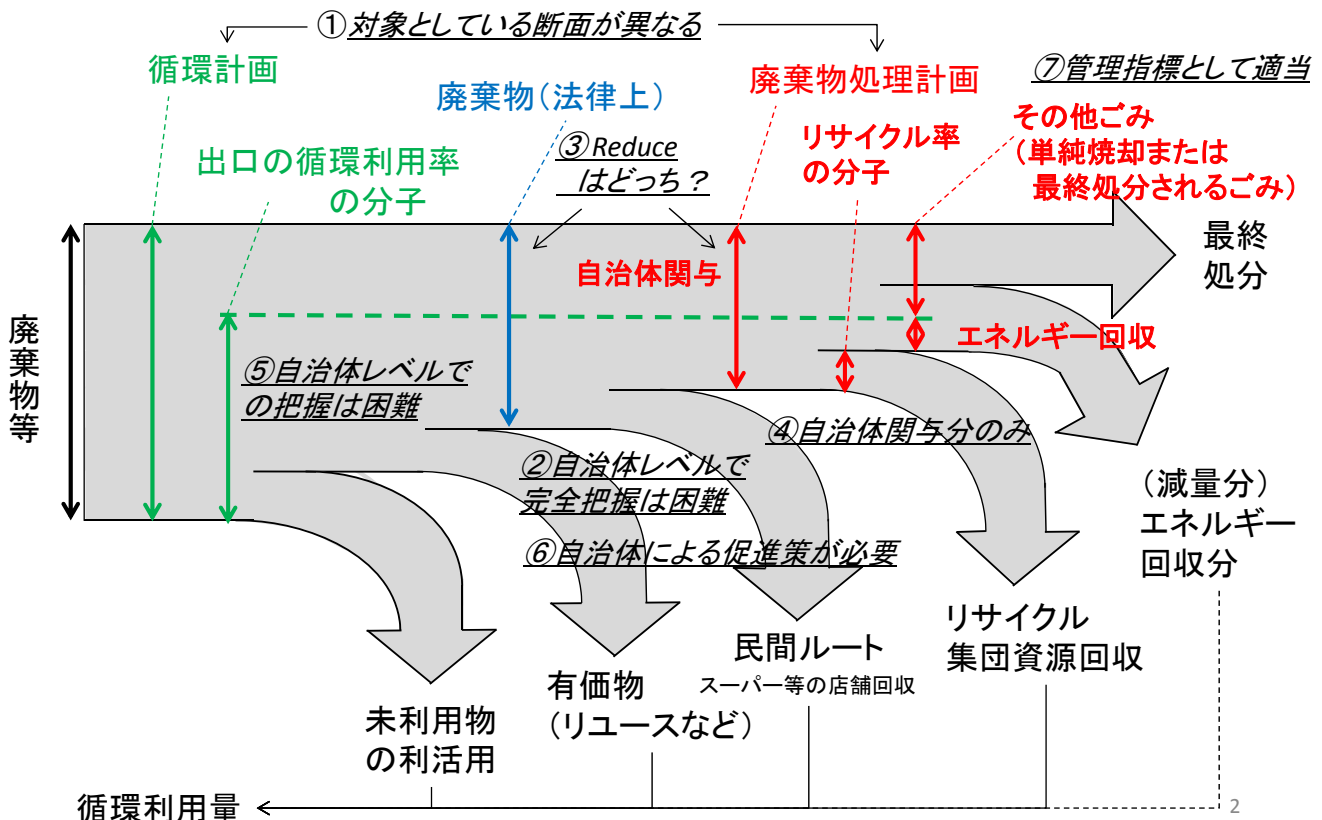 ①対象としている断面が異なる
循環計画
廃棄物(法律上)
廃棄物処理計画
⑦管理指標として適当
出口の循環利用率
の分子
③Reduce
はどっち？
リサイクル率
の分子
その他ごみ
(単純焼却または
最終処分されるごみ)
最終
処分
自治体関与
廃棄物等
エネルギー回収
⑤自治体レベルで
の把握は困難
④自治体関与分のみ
②自治体レベルで
完全把握は困難
(減量分)
エネルギー
回収分
⑥自治体による促進策が必要
リサイクル
集団資源回収
民間ルート
スーパー等の店舗回収
有価物
(リユースなど)
未利用物
の利活用
循環利用量
2